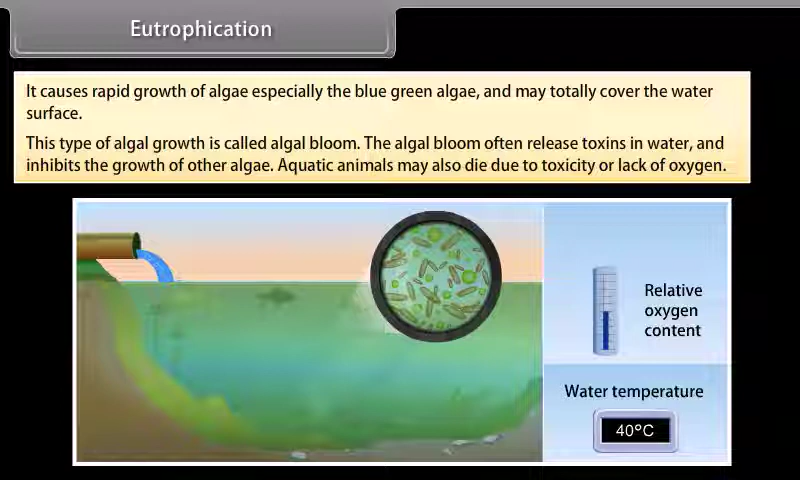 Eutrophication
It causes rapid growth of algae especially the blue green algae, and may totally cover the water
surface.
This type of algal growth is called algal bloom. The algal bloom often release toxins in water, and
inhibits the growth of other algae. Aquatic animals may also die due to toxicity or lack of oxygen.
Relative
oxygen
content
Water temperature
40°C